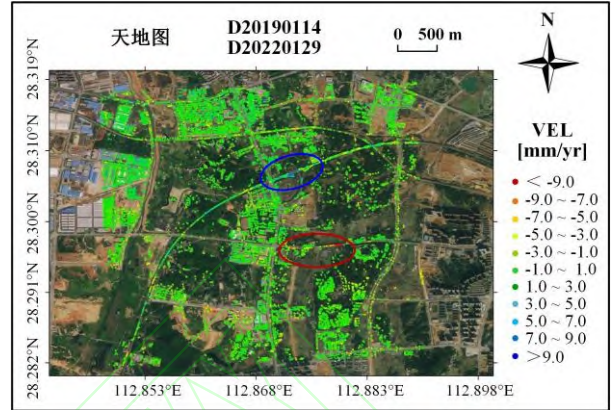 天地图
D20190114
D20220129
0 500 m
N
28.319°N
28.310°N
28.300°N
28.291°N
28.282°N
112.853°E 112.868°E 112.883°E 112.898°E
VEL
[mm/yr]
< -9.0
-9.0 ~ -7.0
-7.0 ~ -5.0
-5.0 ~ -3.0
-3.0 ~ -1.0
-1.0 ~ 1.0
1.0 ~ 3.0
3.0 ~ 5.0
5.0 ~ 7.0
7.0 ~ 9.0
>9.0